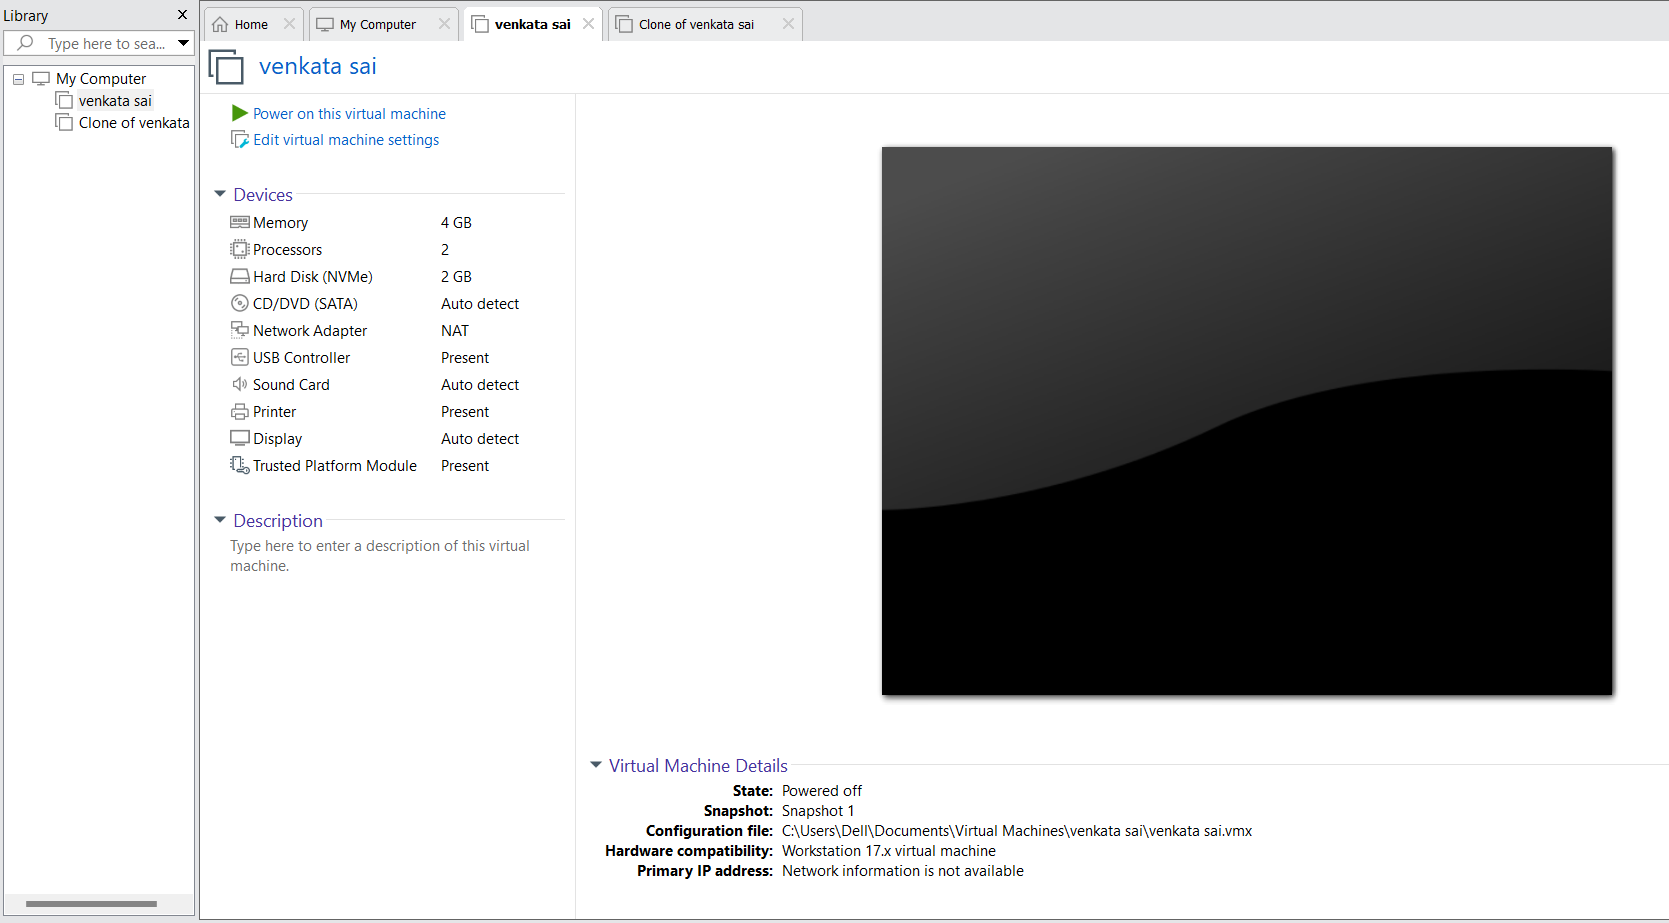 Library
Type here to sea...
My Computer
venkata sai
Clone of venkata
Home
My Computer
venkata sai
Clone of venkata sai
venkata sai
Power on this virtual machine
Edit virtual machine settings
Devices
Memory 4 GB
Processors 2
Hard Disk (NVMe) 2 GB
CD/DVD (SATA) Auto detect
Network Adapter NAT
USB Controller Present
Sound Card Auto detect
Printer Present
Display Auto detect
Trusted Platform Module Present
Description
Type here to enter a description of this virtual
machine.
Virtual Machine Details
State: Powered off
Snapshot: Snapshot 1
Configuration file: C:\Users\Dell\Documents\Virtual Machines\venkata sai\venkata sai.vmx
Hardware compatibility: Workstation 17.x virtual machine
Primary IP address: Network information is not available